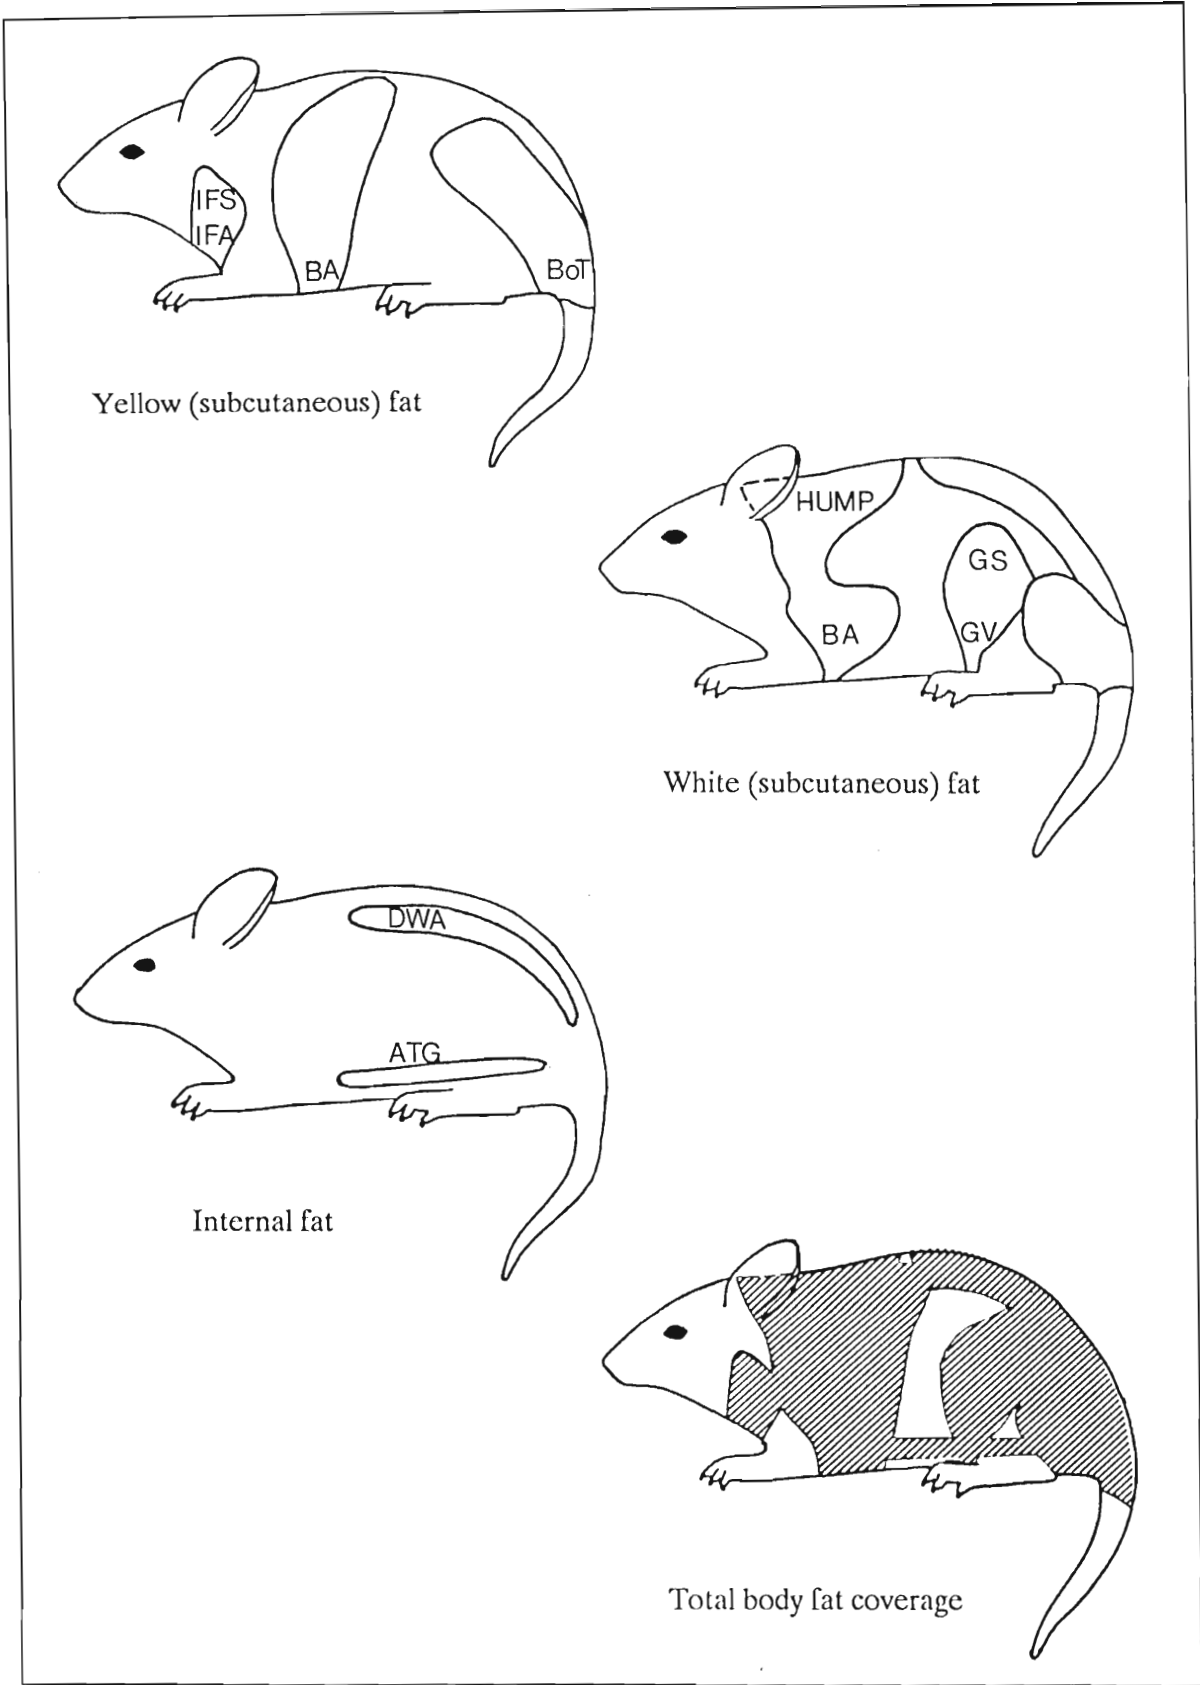 IFS
IFA
BA
BoT
Yellow (subcutaneous) fat
HUMP
GS
BA
GV
White (subcutaneous) fat
DWA
ATG
Internal fat
Total body fat coverage